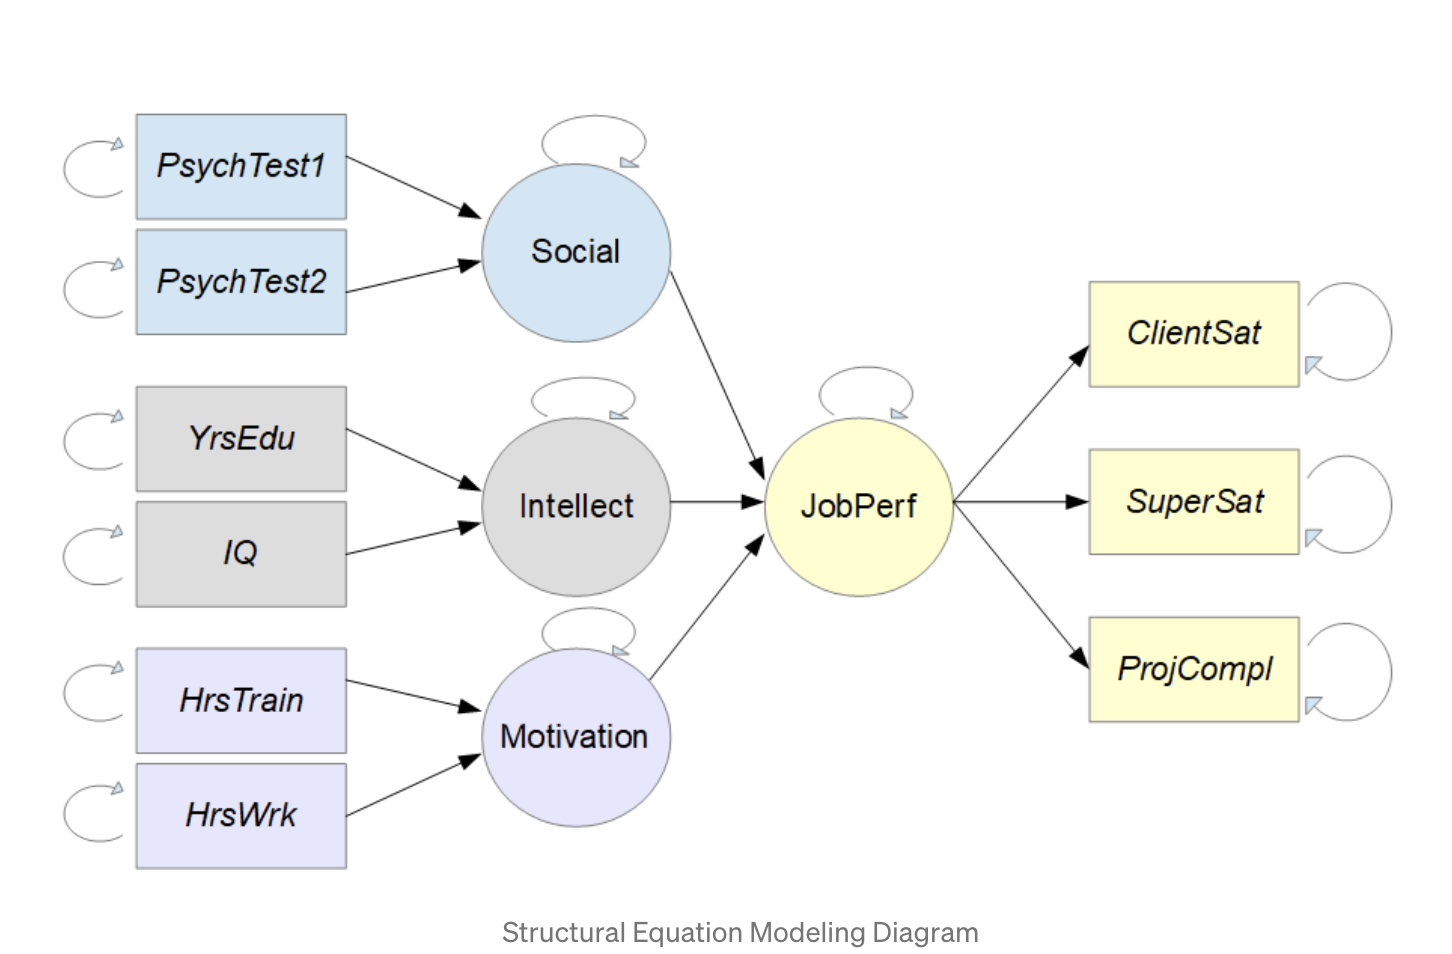 PsychTest1
PsychTest2
Social
YrsEdu
IQ
Intellect
HrsTrain
HrsWrk
Motivation
JobPerf
ClientSat
SuperSat
ProjCompl
Structural Equation Modeling Diagram